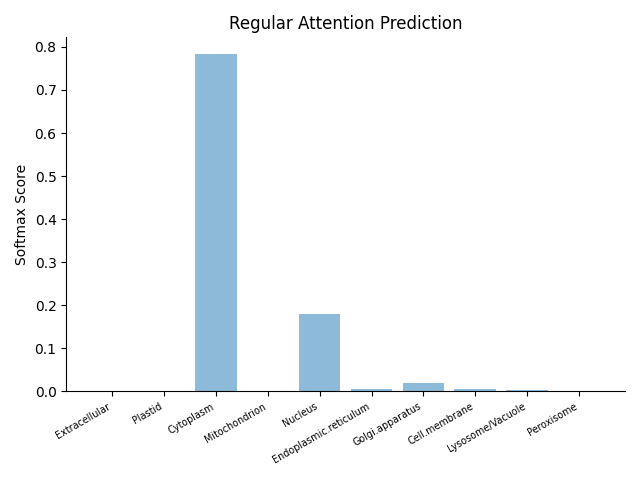 Regular Attention Prediction
Softmax Score
0.8
0.7
0.6
0.5
0.4
0.3
0.2
0.1
0.0
Extracellular
Plastid
Cytoplasm
Mitochondrion
Nucleus
Endoplasmic.reticulum
Golgi.apparatus
Cell.membrane
Lysosome/Vacuole
Peroxisome